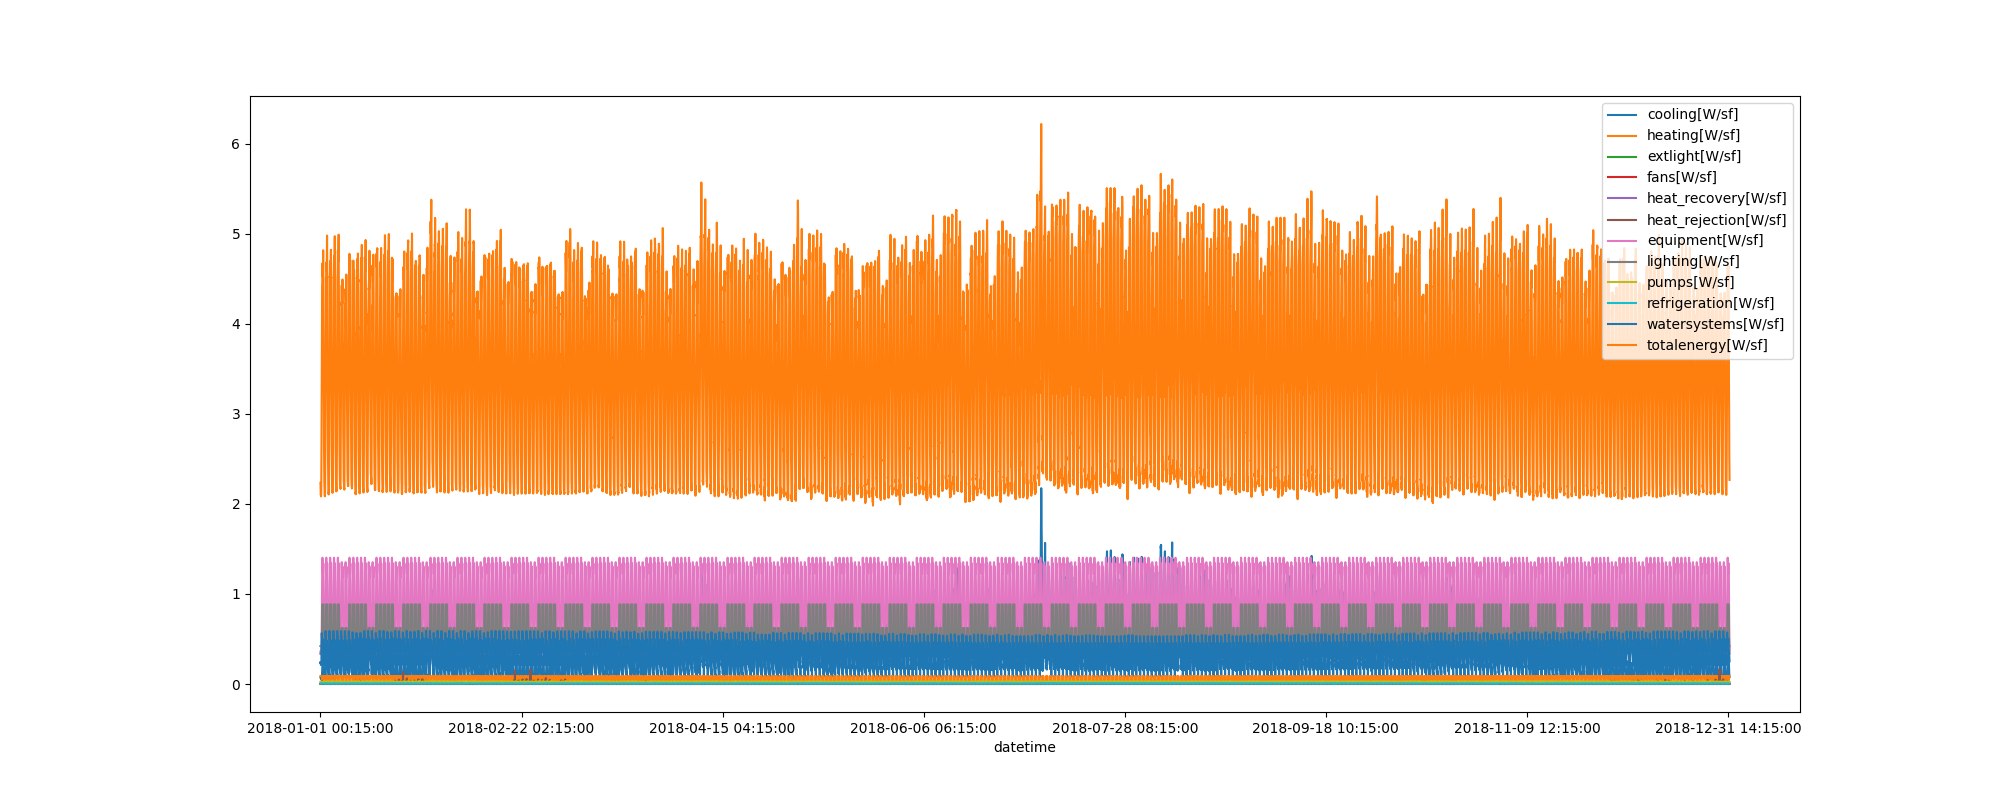 cooling[W/sf]
heating[W/sf]
extlight[W/sf]
fans[W/sf]
heat_recovery[W/sf]
heat_rejection[W/sf]
equipment[W/sf]
lighting[W/sf]
pumps[W/sf]
refrigeration[W/sf]
watersystems[W/sf]
totalenergy[W/sf]
6
5
4
3
2
1
0
2018-01-01 00:15:00 2018-02-22 02:15:00 2018-04-15 04:15:00 2018-06-06 06:15:00 2018-07-28 08:15:00 2018-09-18 10:15:00 2018-11-09 12:15:00 2018-12-31 14:15:00
datetime